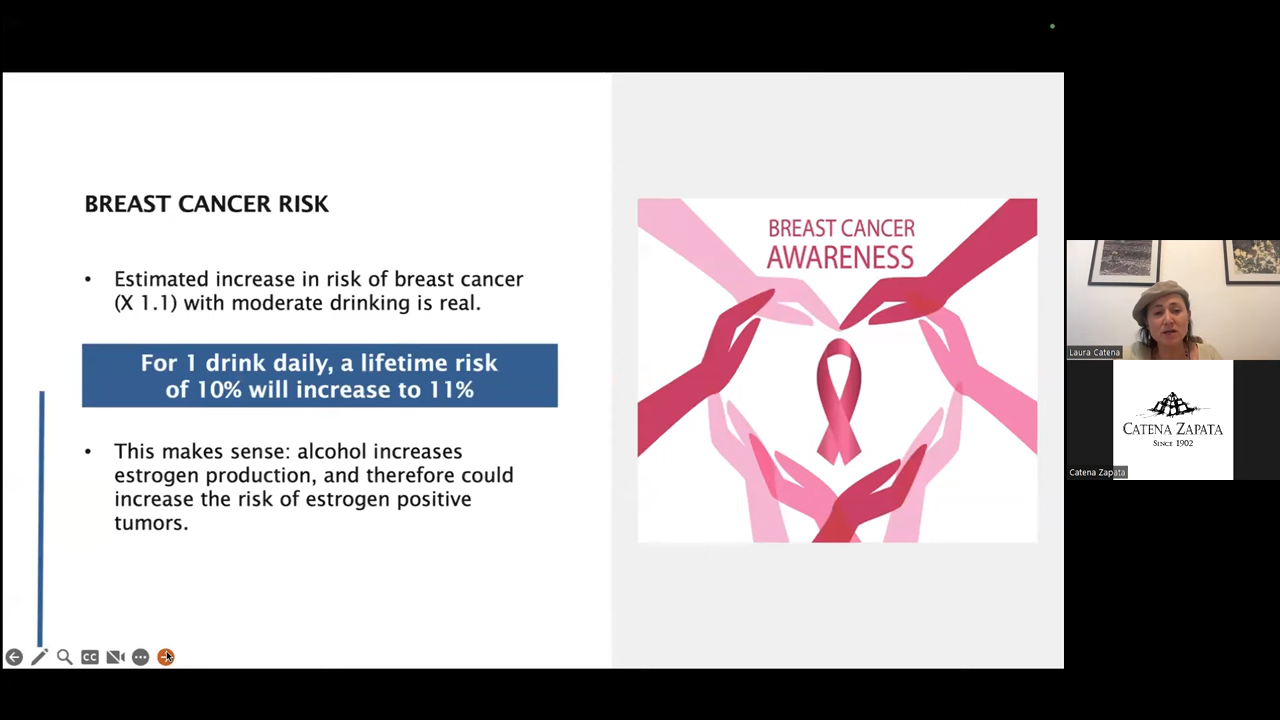 BREAST CANCER RISK
• Estimated increase in risk of breast cancer
(X 1.1) with moderate drinking is real.
For 1 drink daily, a lifetime risk
of 10% will increase to 11%
• This makes sense: alcohol increases
estrogen production, and therefore could
increase the risk of estrogen positive
tumors.
BREAST CANCER
AWARENESS
CC
Laura Catena
CATENA ZAPATA
SINCE 1902
Catena Zapata